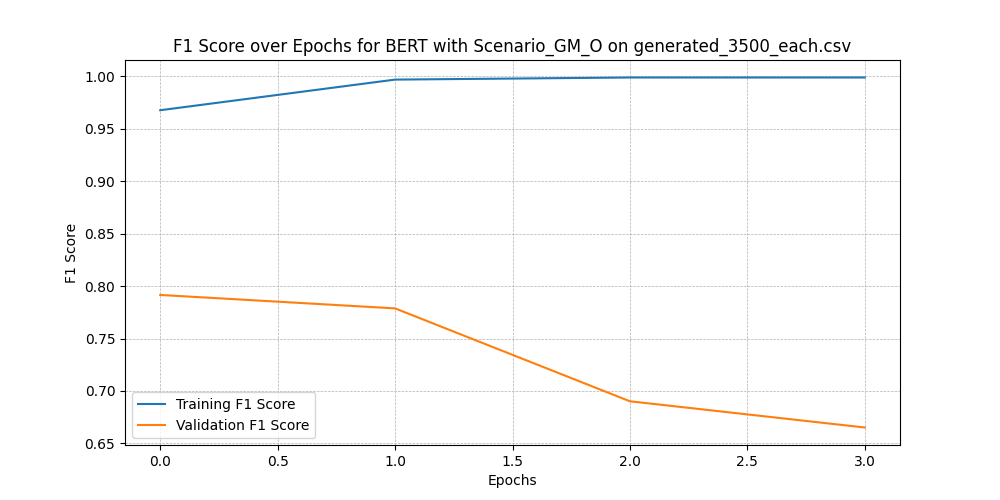 F1 Score over Epochs for BERT with Scenario_GM_O on generated_3500_each.csv
F1 Score
1.00
0.95
0.90
0.85
0.80
0.75
0.70
0.65
Training F1 Score
Validation F1 Score
0.0 0.5 1.0 1.5 2.0 2.5 3.0
Epochs